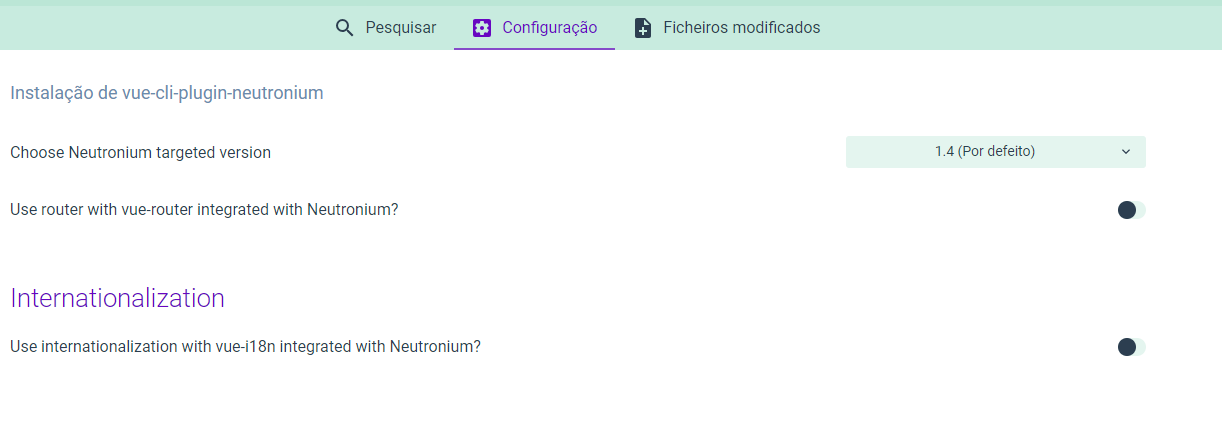 Pesquisar Configuração Ficheiros modificados
Instalação de vue-cli-plugin-neutronium
Choose Neutronium targeted version 1.4 (Por defeito)
Use router with vue-router integrated with Neutronium?
Internationalization
Use internationalization with vue-i18n integrated with Neutronium?